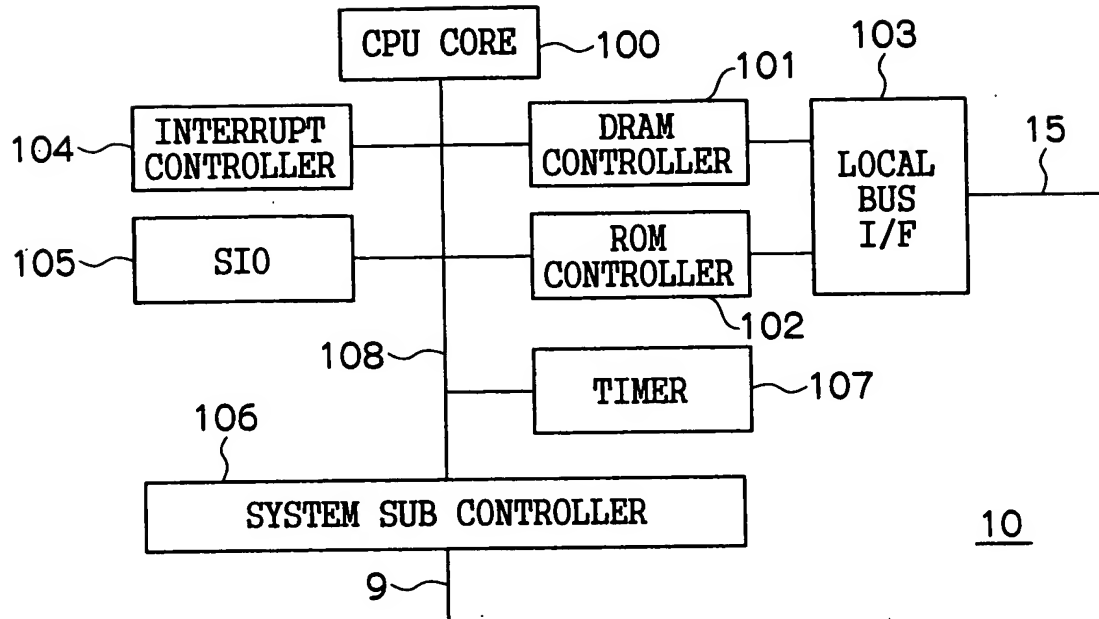 CPU CORE
100
103
101
INTERRUPT
CONTROLLER
104
DRAM
CONTROLLER
LOCAL
BUS
I/F
15
105
SIO
ROM
CONTROLLER
102
108
TIMER
107
106
SYSTEM SUB CONTROLLER
10
9